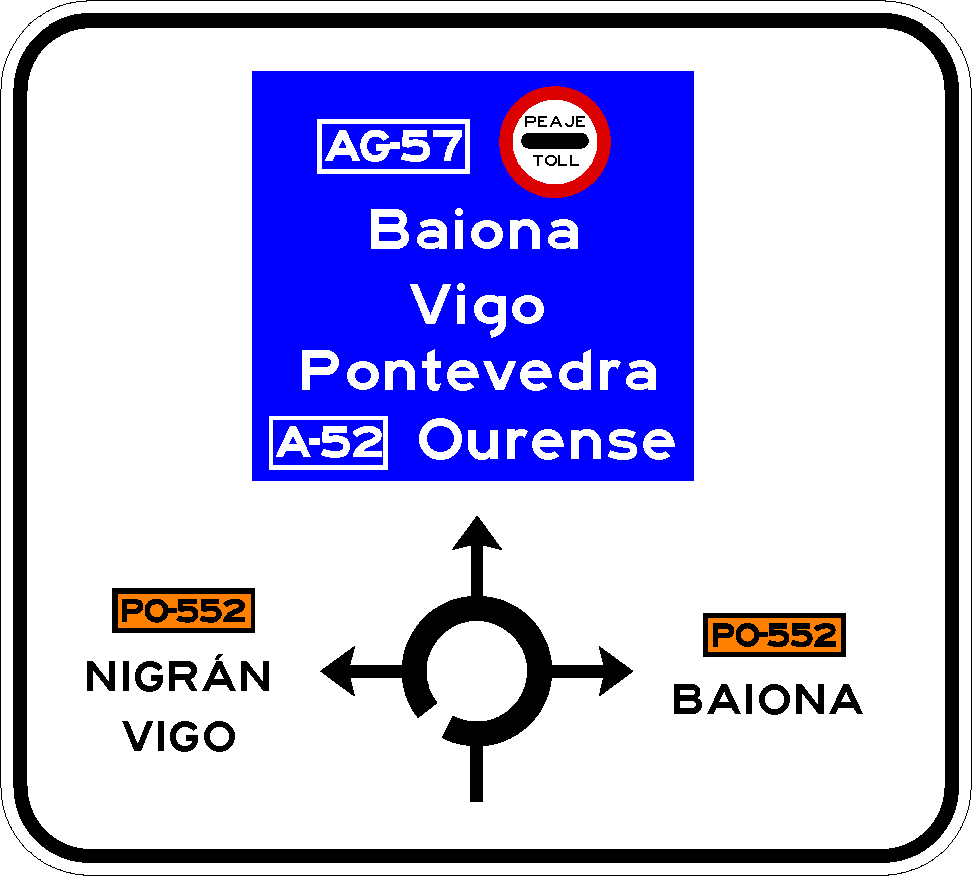 AG-57
PEAJE
TOLL
Baiona
Vigo
Pontevedra
A-52 Ourense
PO-552
NIGRÁN
VIGO
PO-552
BAIONA